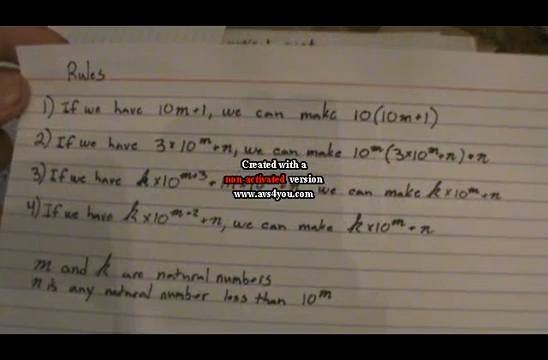 Rules
1) If we have 10m+1, we can make 10(10m+1)
2) If we have 3×10^m+n, we can make 10^m(3×10^m+n)+n
Created with a
3) If we have k×10^m+3 + we can make k×10^m+n
non-activated version
www.avs4you.com
4) If we have k×10^m+2+n, we can make k×10^m+n
m and k are natural numbers
n is any natural number less than 10^m